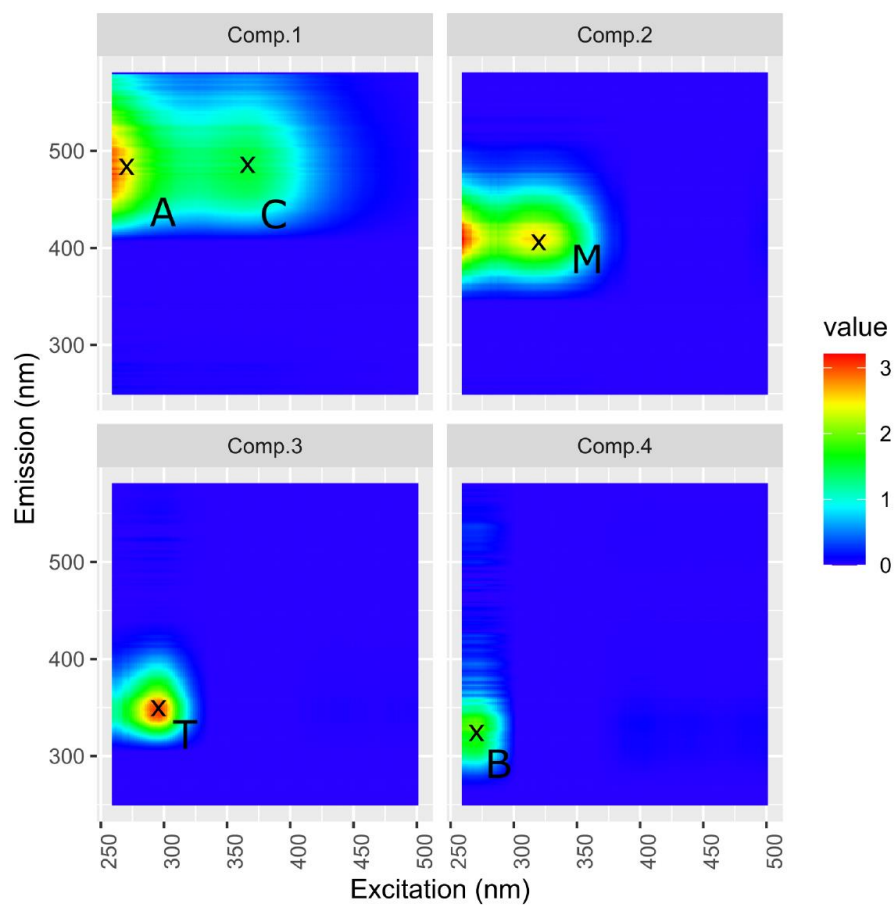 Comp.1 Comp.2
500
400
300
x x
A C
x
M
Comp.3 Comp.4
500
400
300
x
T
x
B
250 300 350 400 450 500 250 300 350 400 450 500
Excitation (nm)
Emission (nm)
value
3
2
1
0